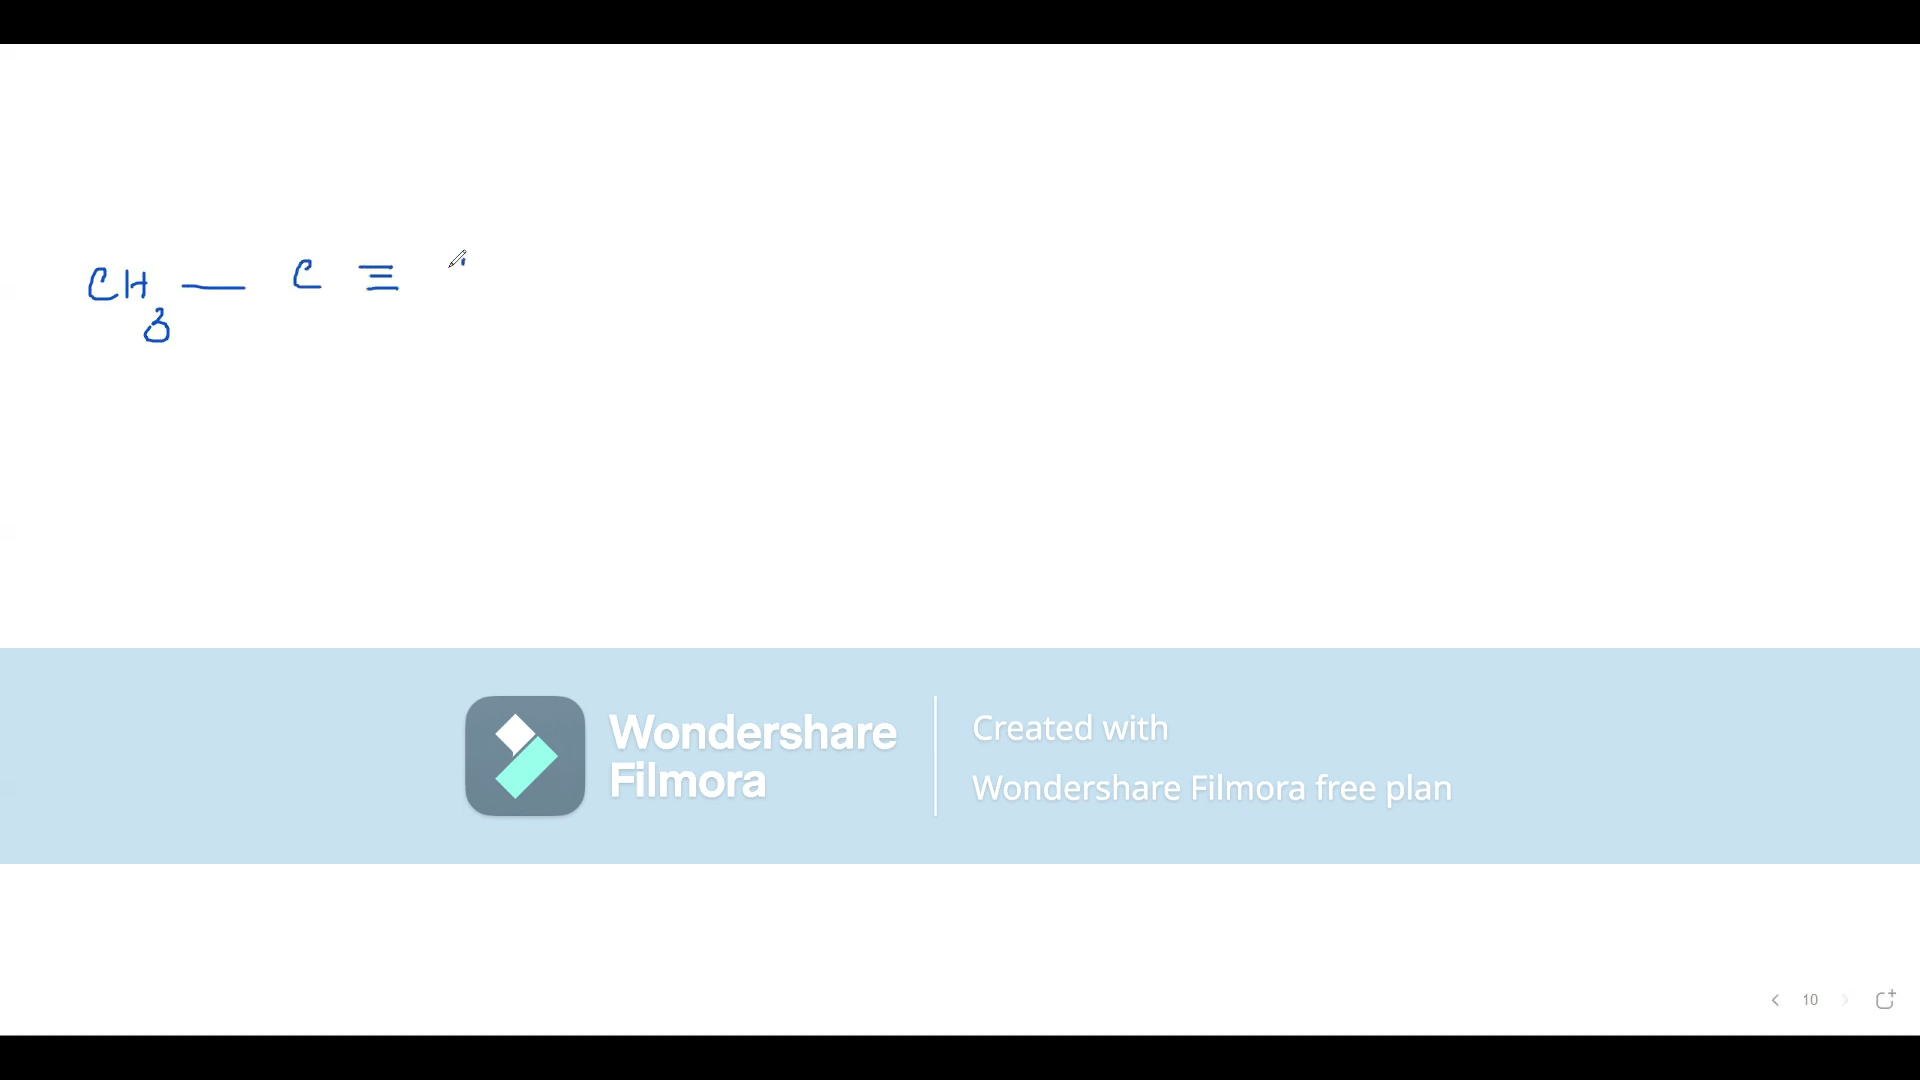 CH₃ — C ≡
Wondershare
Filmora
Created with
Wondershare Filmora free plan
10